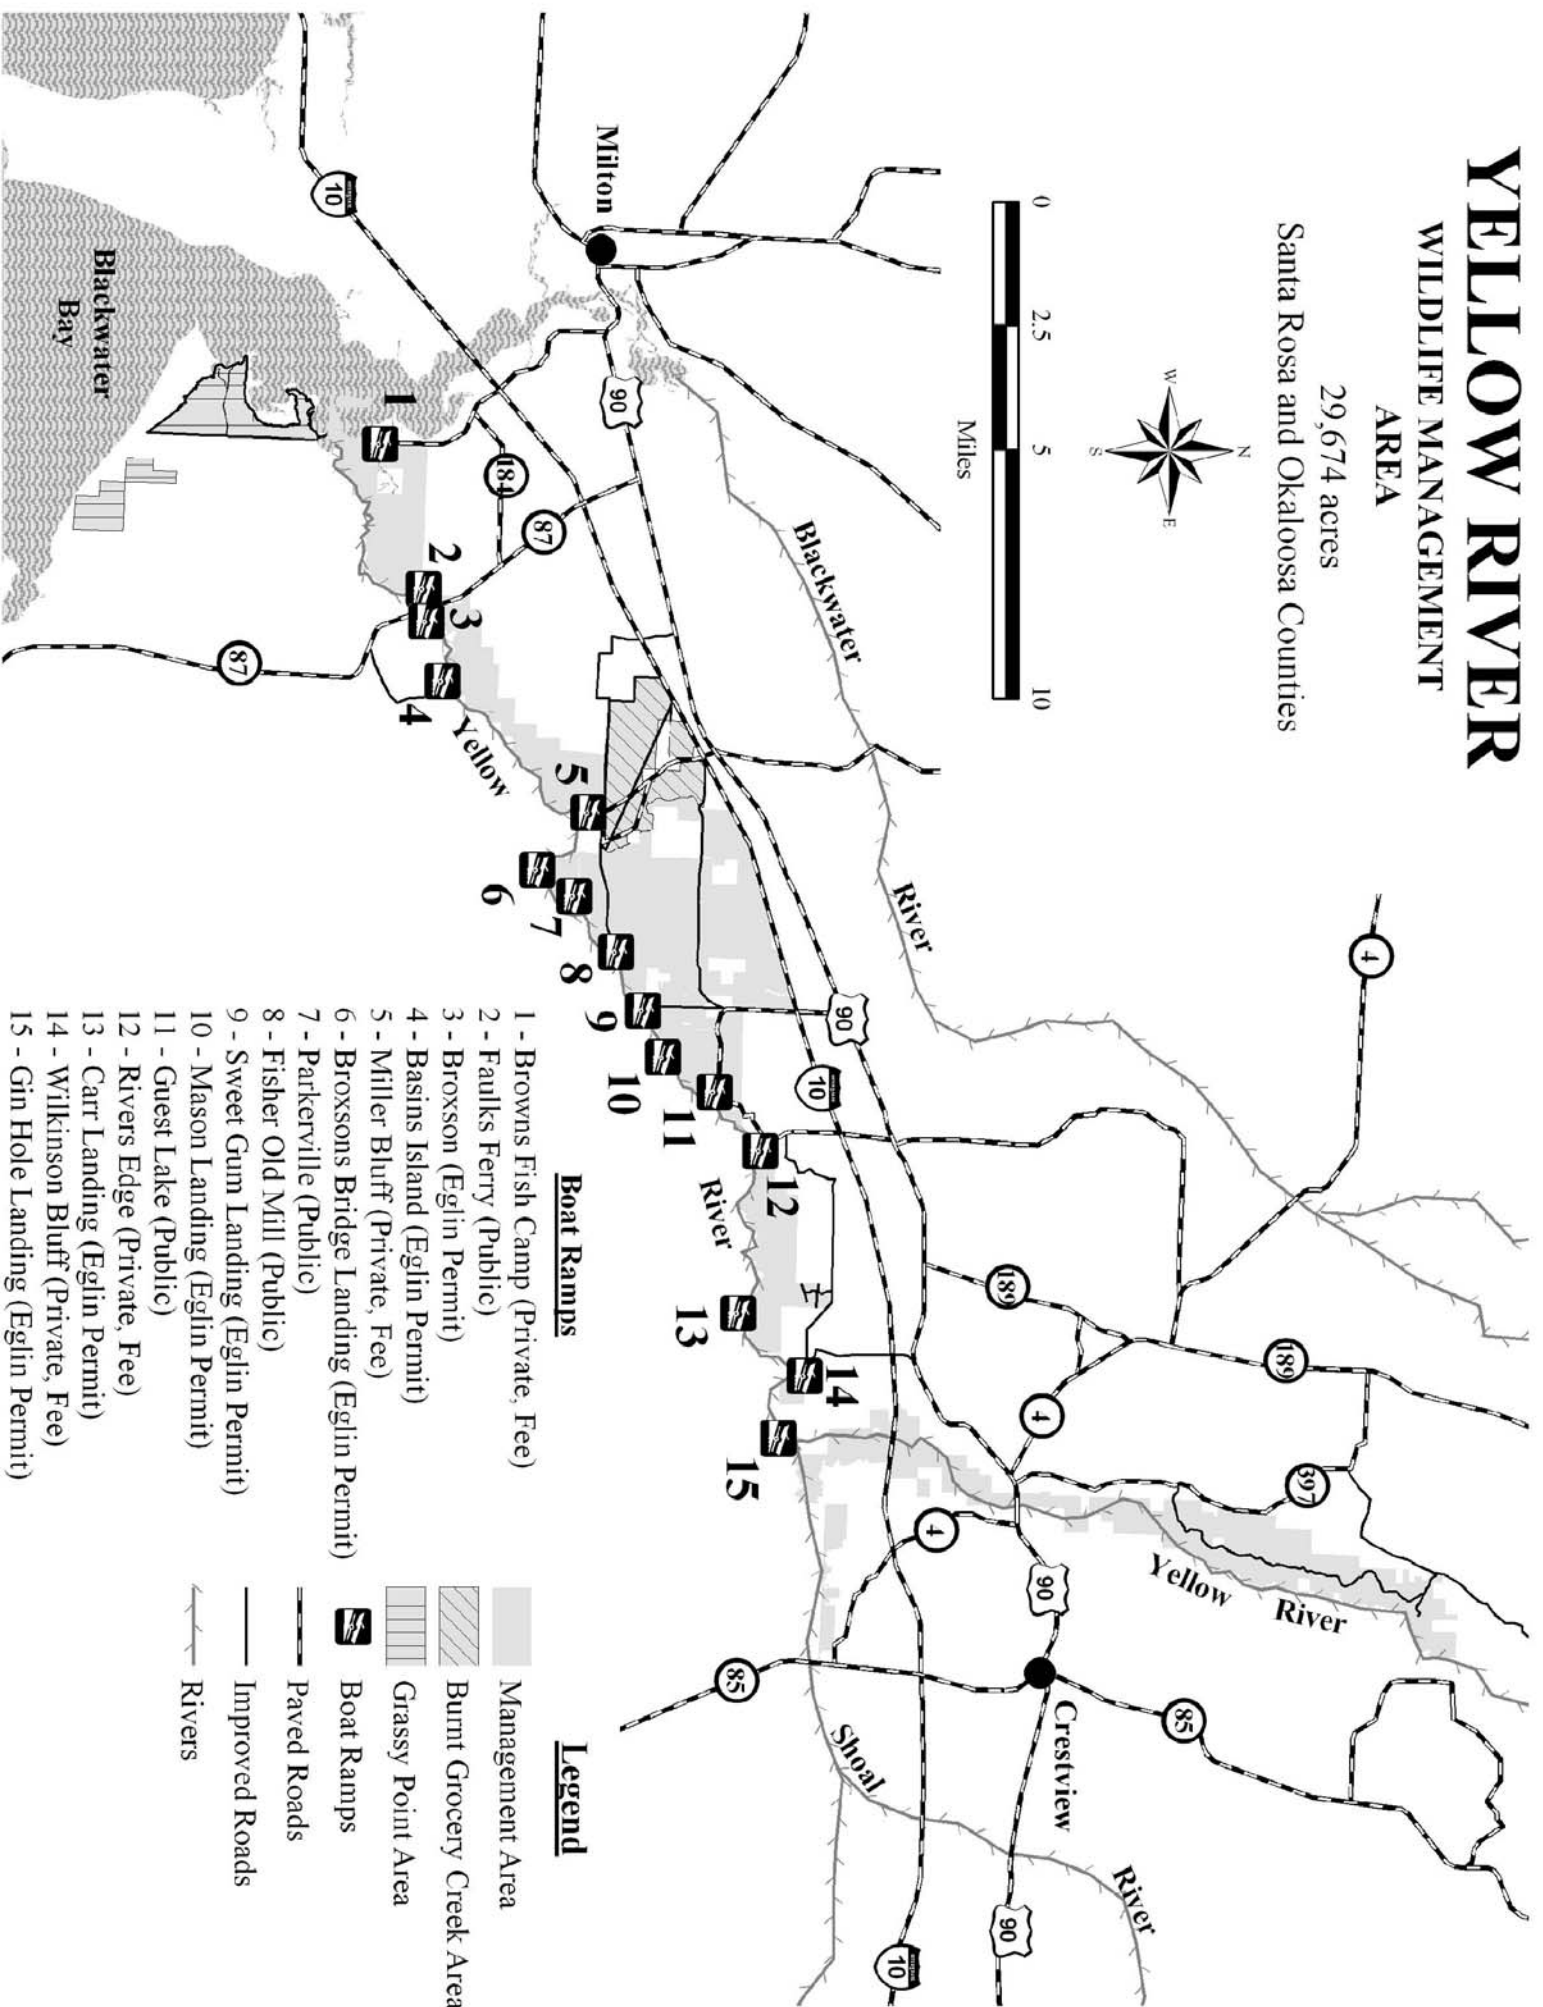 YELLOW RIVER
WILDLIFE MANAGEMENT
AREA
29,674 acres
Santa Rosa and Okaloosa Counties
N
W
E
S
0
2.5
5
10
Miles
4
189
397
85
Yellow
River
189
4
Milton
90
Blackwater
River
90
4
90
Crestview
River
90
10
184
87
10
10
Shoal
85
Blackwater
Bay
87
Yellow
River
1
2
3
4
5
6
7
8
9
10
11
12
13
14
15
Boat Ramps
1 - Browns Fish Camp (Private, Fee)
2 - Faulks Ferry (Public)
3 - Broxson (Eglin Permit)
4 - Basins Island (Eglin Permit)
5 - Miller Bluff (Private, Fee)
6 - Broxsons Bridge Landing (Eglin Permit)
7 - Parkerville (Public)
8 - Fisher Old Mill (Public)
9 - Sweet Gum Landing (Eglin Permit)
10 - Mason Landing (Eglin Permit)
11 - Guest Lake (Public)
12 - Rivers Edge (Private, Fee)
13 - Carr Landing (Eglin Permit)
14 - Wilkinson Bluff (Private, Fee)
15 - Gin Hole Landing (Eglin Permit)
Legend
Management Area
Burnt Grocery Creek Area
Grassy Point Area
Boat Ramps
Paved Roads
Improved Roads
Rivers